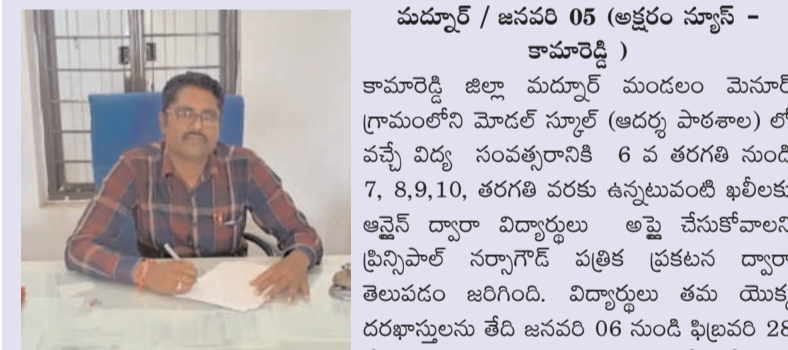 మద్నూర్ / జనవరి 05 (అక్షరం న్యూస్ -
కామారెడ్డి )
కామారెడ్డి జిల్లా మద్నూర్ మండలం మెనూర్
గ్రామంలోని మోడల్ స్కూల్ (ఆదర్శ పాఠశాల) లో
వచ్చే విద్య సంవత్సరానికి 6 వ తరగతి నుండి
7, 8,9,10, తరగతి వరకు ఉన్నటువంటి ఖలీలకు
ఆన్లైన్ ద్వారా విద్యార్థులు అప్లై చేసుకోవాలని
ప్రిన్సిపాల్ నర్సాగౌడ్ పత్రిక ప్రకటన ద్వారా
తెలుపడం జరిగింది. విద్యార్థులు తమ యొక్క
దరఖాస్తులను తేది జనవరి 06 నుండి ఫిబ్రవరి 28